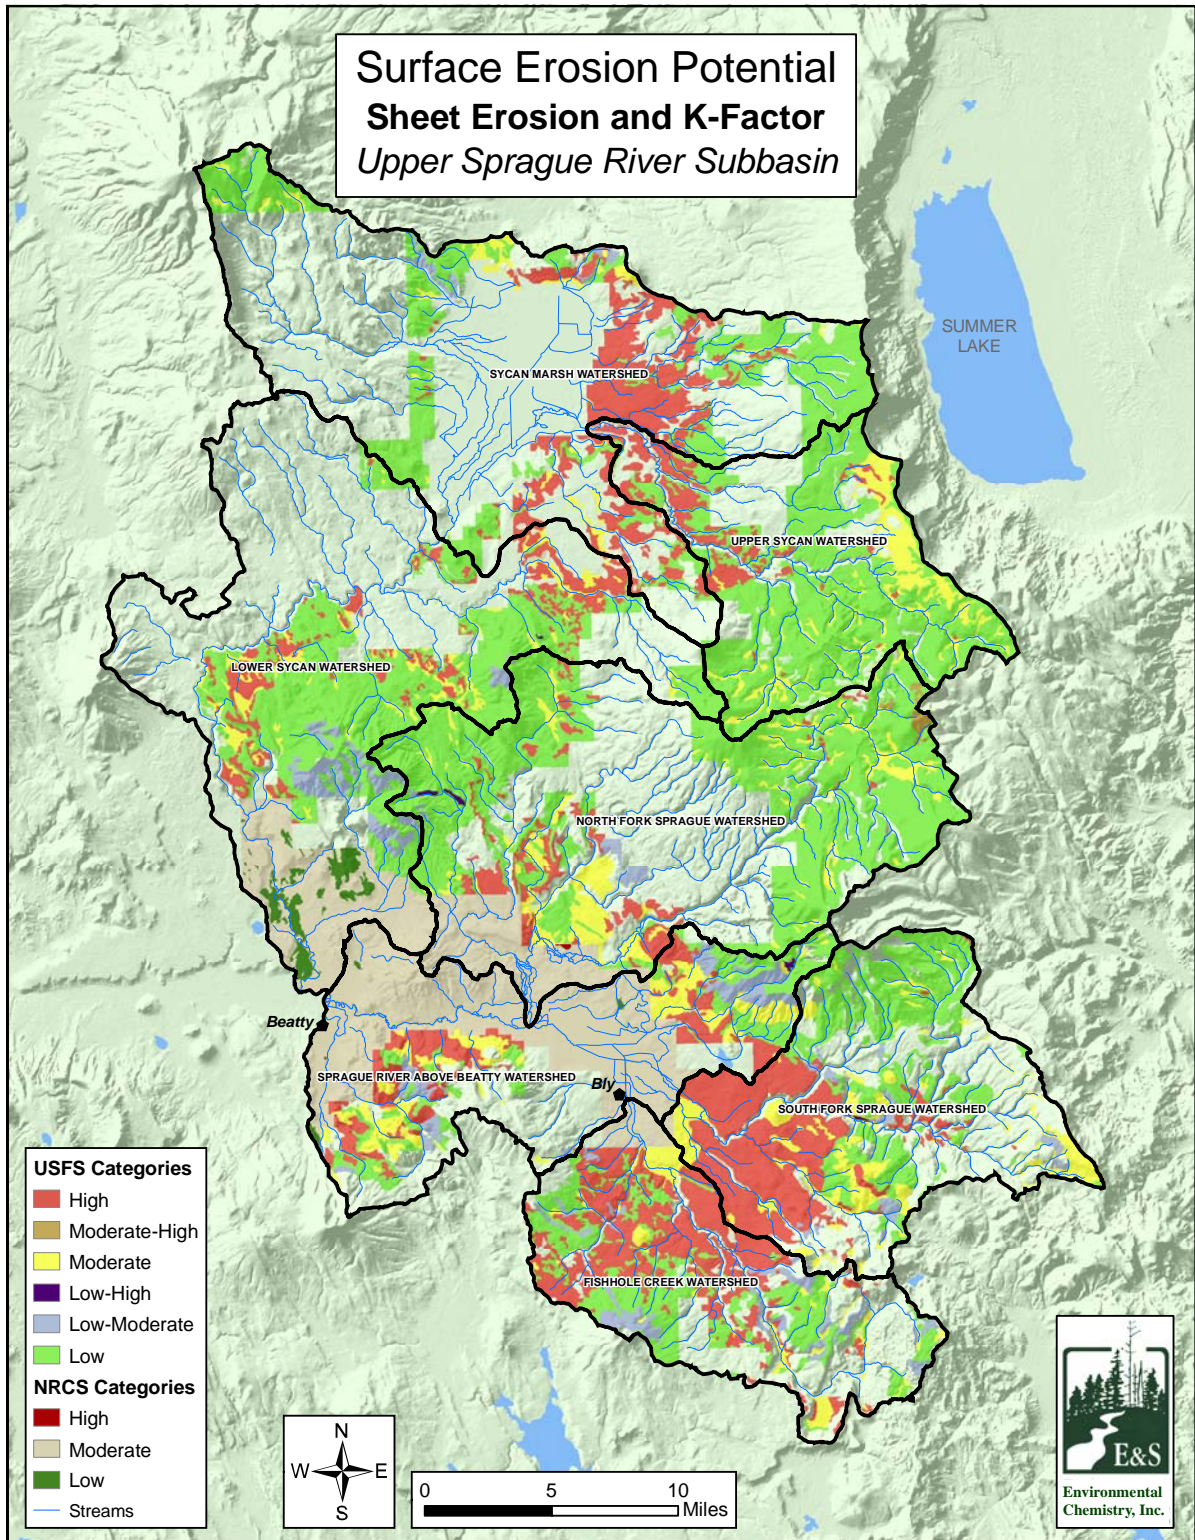 Surface Erosion Potential
Sheet Erosion and K-Factor
Upper Sprague River Subbasin
SUMMER
LAKE
SYCAN MARSH WATERSHED
UPPER SYCAN WATERSHED
LOWER SYCAN WATERSHED
NORTH FORK SPRAGUE WATERSHED
Beatty
SPRAGUE RIVER ABOVE BEATTY WATERSHED
Bly
SOUTH FORK SPRAGUE WATERSHED
FISHHOLE CREEK WATERSHED
USFS Categories
High
Moderate-High
Moderate
Low-High
Low-Moderate
Low
NRCS Categories
High
Moderate
Low
Streams
N
W E
S
0 5 10
Miles
E&S
Environmental
Chemistry, Inc.